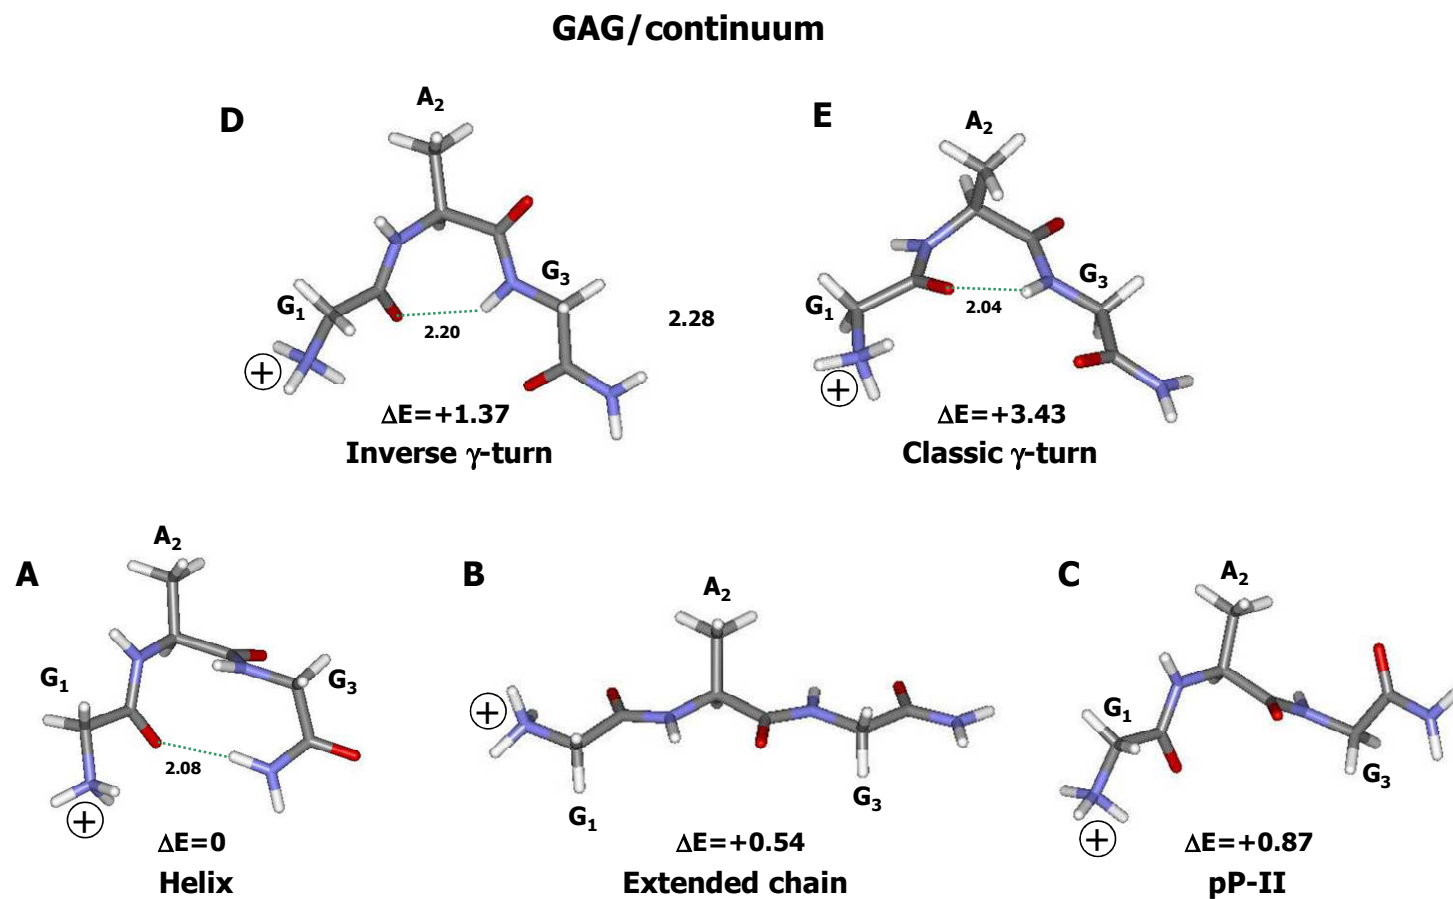 GAG/continuum
D
A2
G1
G3
2.20
+
ΔE=+1.37
Inverse γ-turn
2.28
E
A2
G1
G3
2.04
+
ΔE=+3.43
Classic γ-turn
A
A2
G1
G3
2.08
+
ΔE=0
Helix
B
A2
+
G1
G3
ΔE=+0.54
Extended chain
C
A2
G1
G3
+
ΔE=+0.87
pP-II